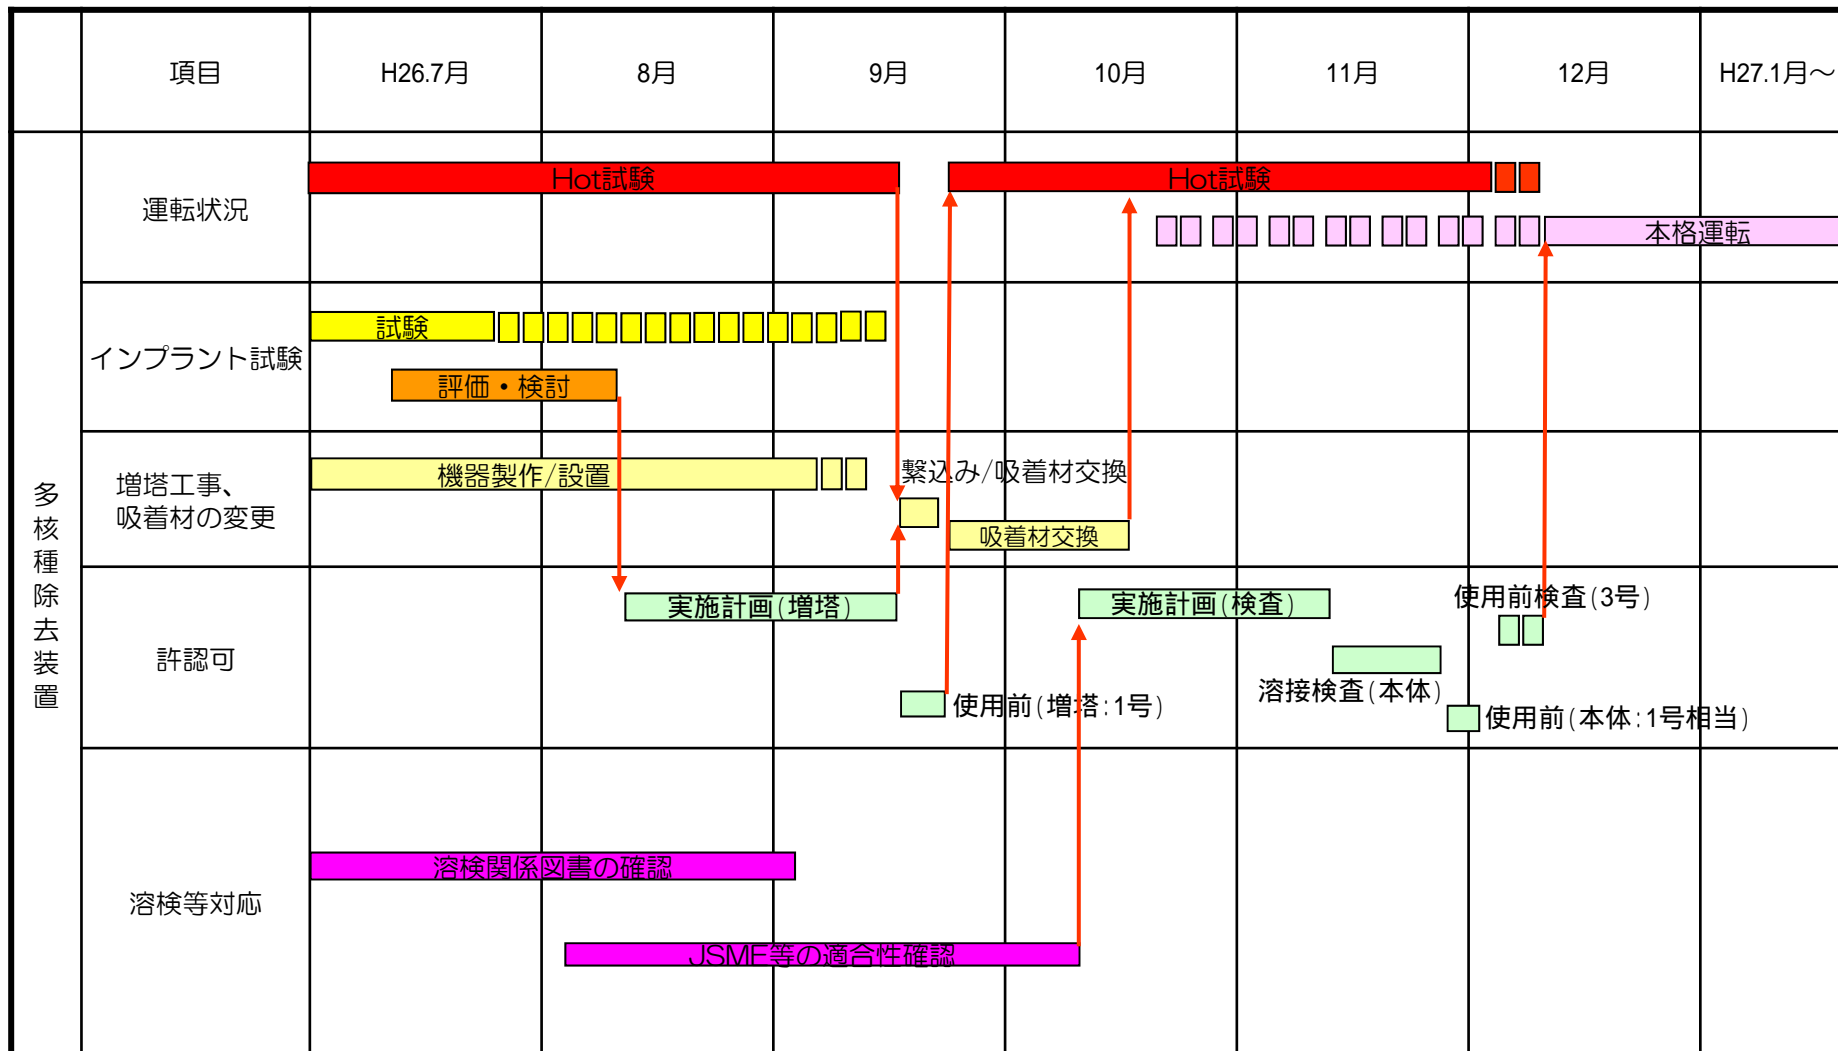 項目
H26.7月
8月
9月
10月
11月
12月
H27.1月～
多核種除去装置
運転状況
Hot試験
Hot試験
本格運転
インプラント試験
試験
評価・検討
増塔工事、
吸着材の変更
機器製作/設置
繋込み/吸着材交換
吸着材交換
許認可
実施計画(増塔)
実施計画(検査)
使用前検査(3号)
溶接検査(本体)
使用前(増塔:1号)
使用前(本体:1号相当)
溶検等対応
溶検関係図書の確認
JSME等の適合性確認